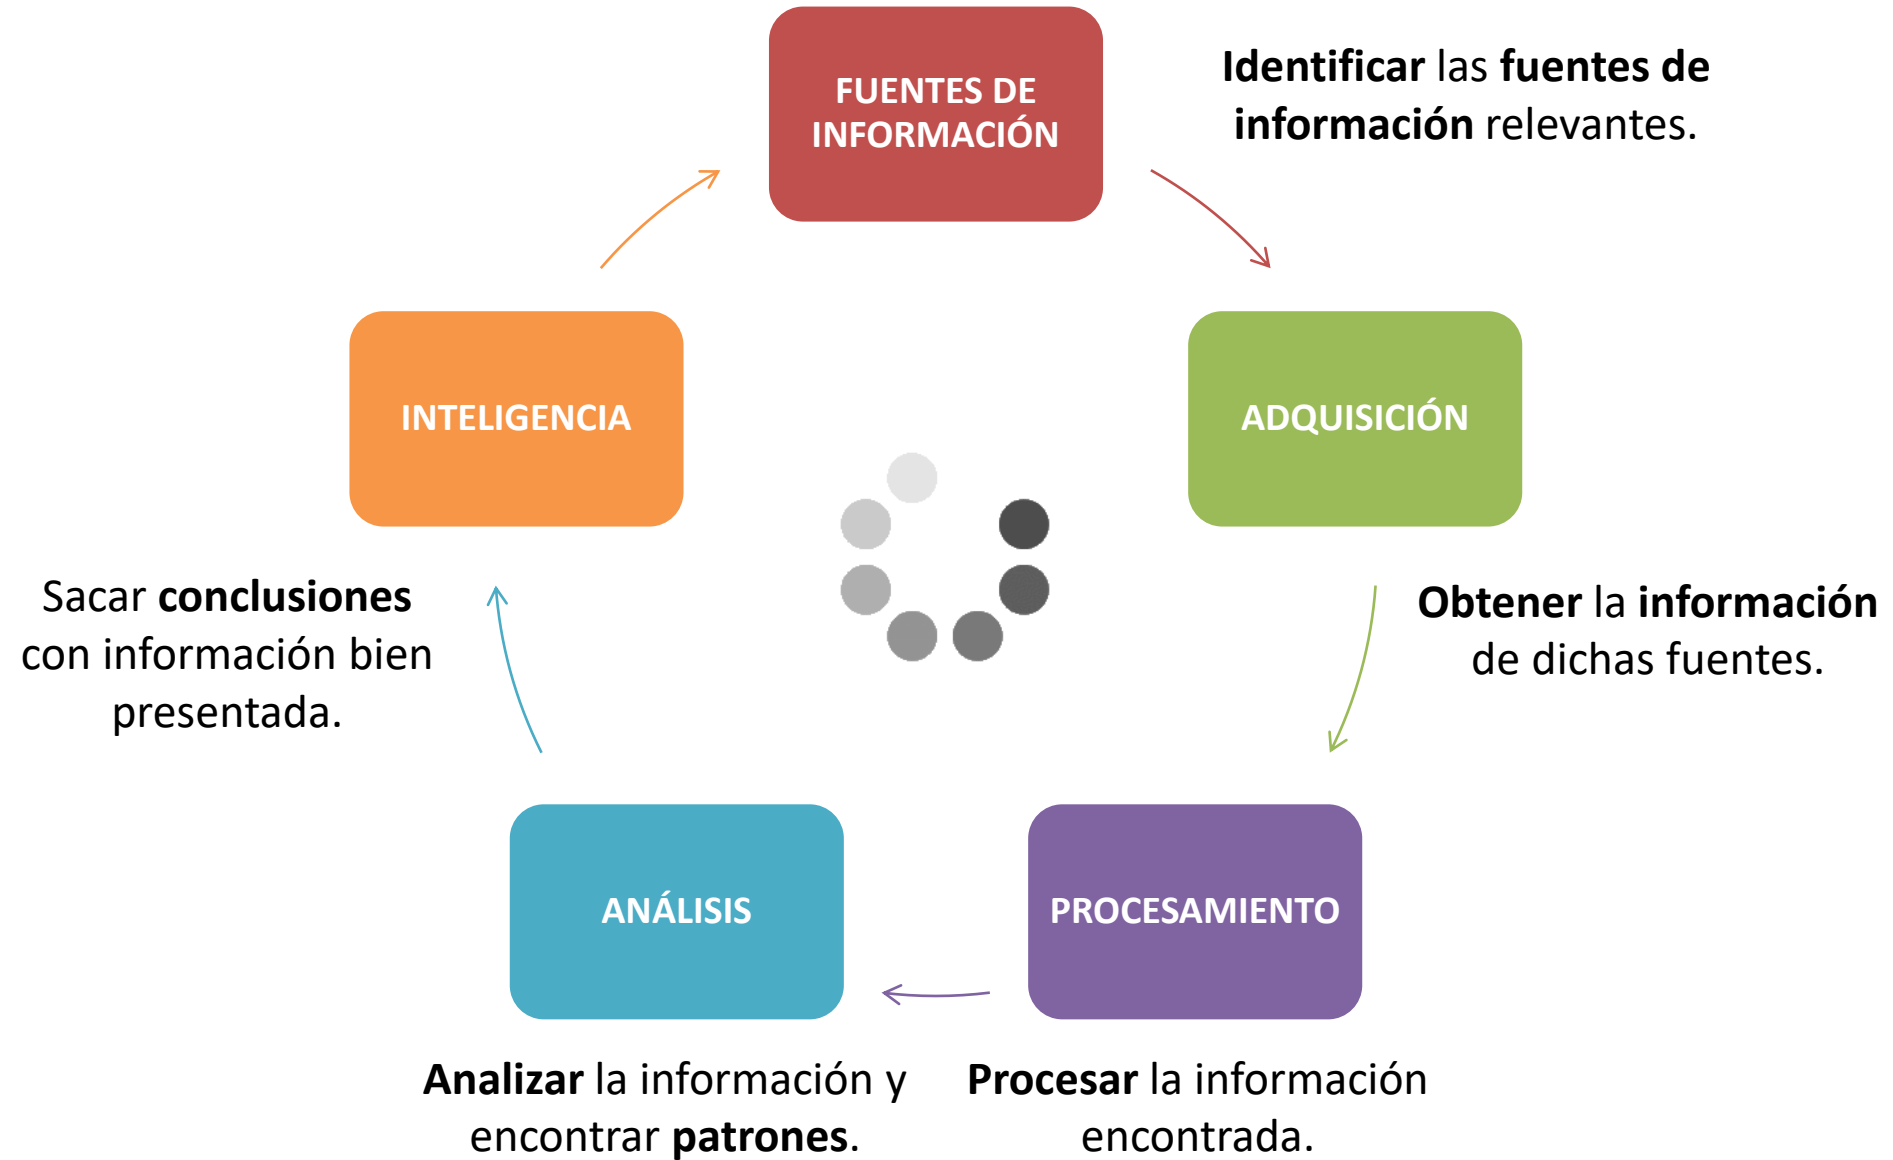 FUENTES DE
INFORMACIÓN
Identificar las fuentes de
información relevantes.
ADQUISICIÓN
Obtener la información
de dichas fuentes.
PROCESAMIENTO
Procesar la información
encontrada.
ANÁLISIS
Analizar la información y
encontrar patrones.
INTELIGENCIA
Sacar conclusiones
con información bien
presentada.